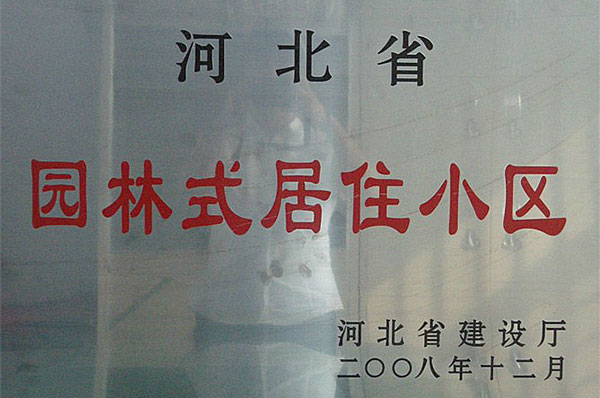 河北省
园林式居住小区
河北省建设厅
二〇〇八年十二月